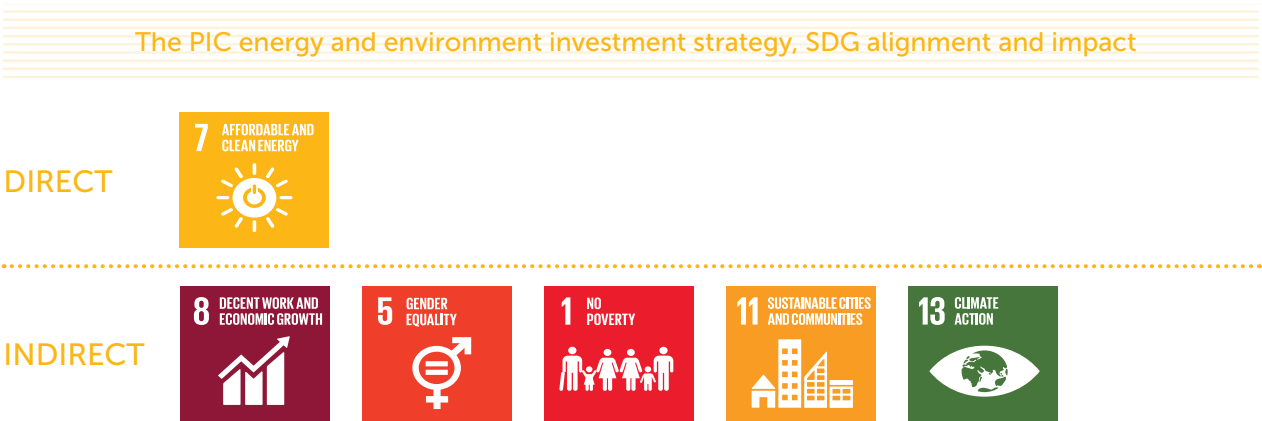 The PIC energy and environment investment strategy, SDG alignment and impact
DIRECT
7 AFFORDABLE AND
CLEAN ENERGY
INDIRECT
8 DECENT WORK AND
ECONOMIC GROWTH
5 GENDER
EQUALITY
1 NO
POVERTY
11 SUSTAINABLE CITIES
AND COMMUNITIES
13 CLIMATE
ACTION